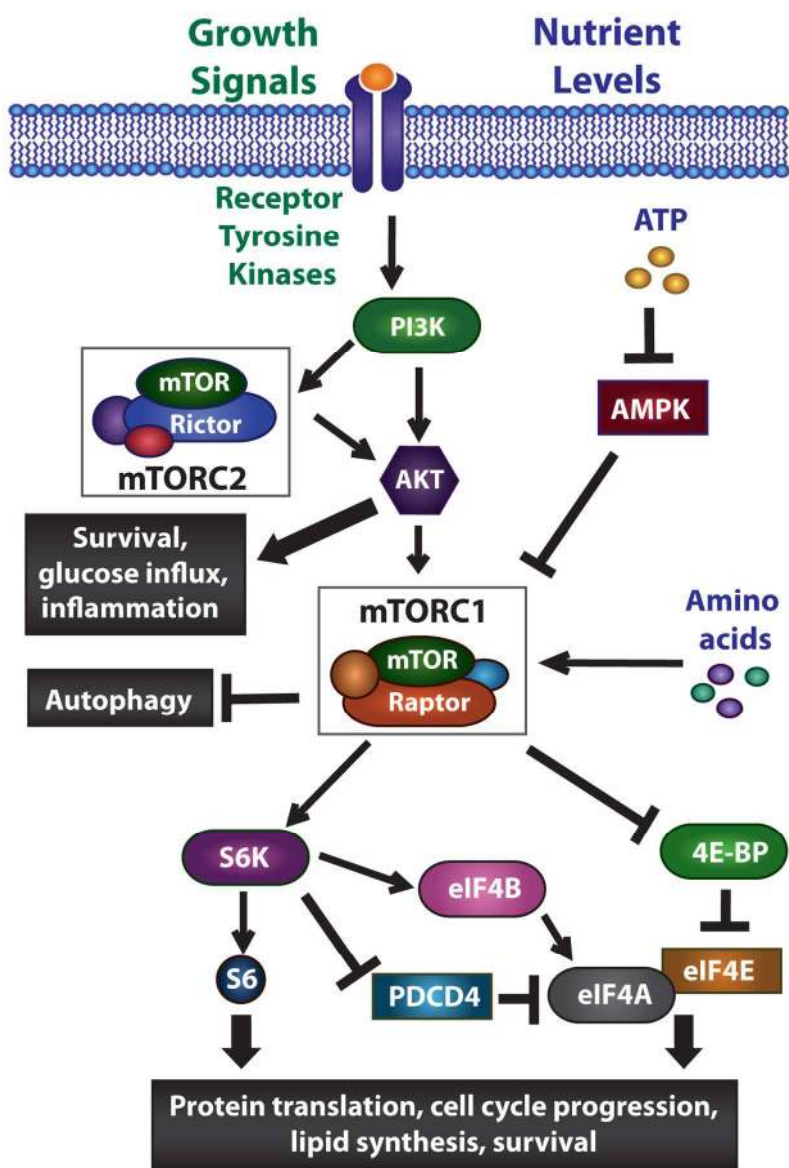 Growth
Signals
Nutrient
Levels
Receptor
Tyrosine
Kinases
ATP
PI3K
mTOR
Rictor
mTORC2
AMPK
AKT
Survival,
glucose influx,
inflammation
mTORC1
mTOR
Raptor
Amino
acids
Autophagy
S6K
4E-BP
eIF4B
S6
PDCD4
eIF4A
eIF4E
Protein translation, cell cycle progression,
lipid synthesis, survival